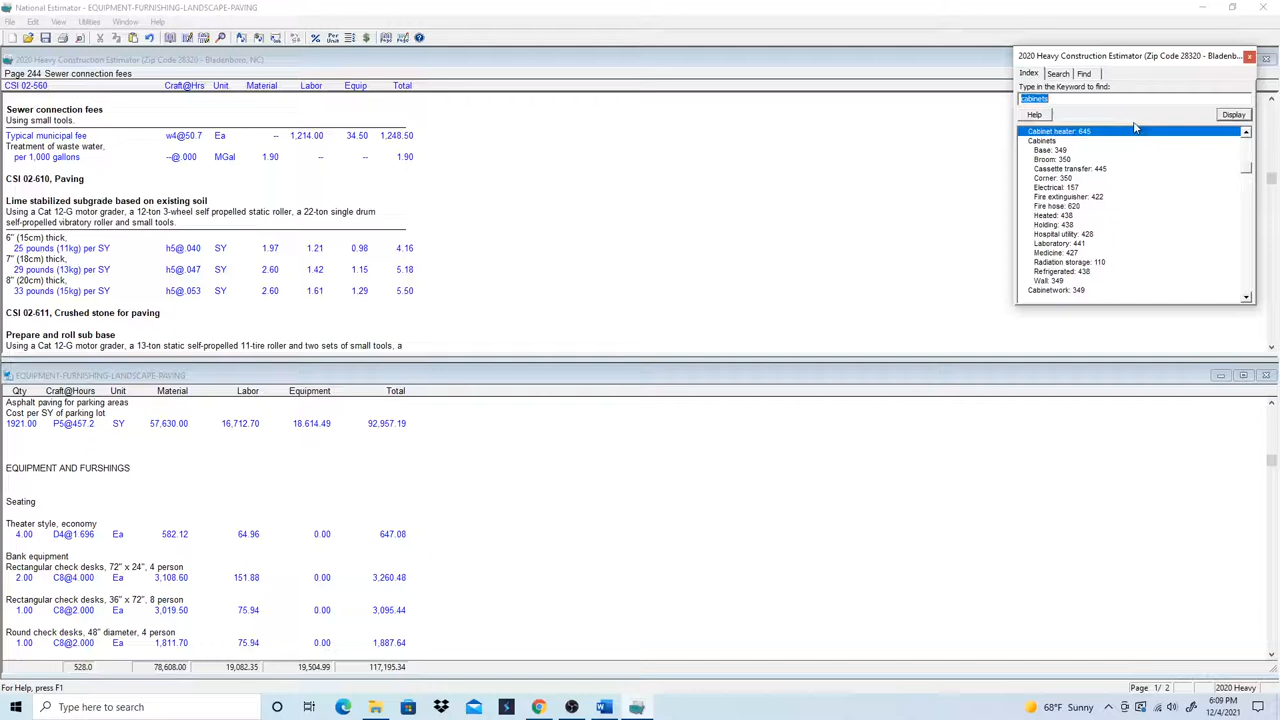 National Estimator - EQUIPMENT-FURNISHING-LANDSCAPE-PAVING
File Edit View Utilities Window Help
2020 Heavy Construction Estimator (Zip Code 28320 - Bladenboro, NC)
Page 244 Sewer connection fees
CSI 02-560 Craft@Hrs Unit Material Labor Equip Total
Sewer connection fees
Using small tools.
Typical municipal fee w4@50.7 Ea -- 1,214.00 34.50 1,248.50
Treatment of waste water,
per 1,000 gallons --@.000 MGal 1.90 -- -- 1.90
CSI 02-610, Paving
Lime stabilized subgrade based on existing soil
Using a Cat 12-G motor grader, a 12-ton 3-wheel self propelled static roller, a 22-ton single drum
self-propelled vibratory roller and small tools.
6" (15cm) thick,
25 pounds (11kg) per SY h5@.040 SY 1.97 1.21 0.98 4.16
7" (18cm) thick,
29 pounds (13kg) per SY h5@.047 SY 2.60 1.42 1.15 5.18
8" (20cm) thick,
33 pounds (15kg) per SY h5@.053 SY 2.60 1.61 1.29 5.50
CSI 02-611, Crushed stone for paving
Prepare and roll sub base
Using a Cat 12-G motor grader, a 13-ton static self-propelled 11-tire roller and two sets of small tools, a
2020 Heavy Construction Estimator (Zip Code 28320 - Bladenb...
Index Search Find
Type in the Keyword to find:
cabinets
Help Display
Cabinet heater: 645
Cabinets
Base: 349
Broom: 350
Cassette transfer: 445
Corner: 350
Electrical: 157
Fire extinguisher: 422
Fire hose: 620
Heated: 438
Holding: 438
Hospital utility: 428
Laboratory: 441
Medicine: 427
Radiation storage: 110
Refrigerated: 438
Wall: 349
Cabinetwork: 349
EQUIPMENT-FURNISHING-LANDSCAPE-PAVING
Qty Craft@Hours Unit Material Labor Equipment Total
Asphalt paving for parking areas
Cost per SY of parking lot
1921.00 P5@457.2 SY 57,630.00 16,712.70 18.614.49 92,957.19
EQUIPMENT AND FURSHINGS
Seating
Theater style, economy
4.00 D4@1.696 Ea 582.12 64.96 0.00 647.08
Bank equipment
Rectangular check desks, 72" x 24", 4 person
2.00 C8@4.000 Ea 3,108.60 151.88 0.00 3,260.48
Rectangular check desks, 36" x 72", 8 person
1.00 C8@2.000 Ea 3,019.50 75.94 0.00 3,095.44
Round check desks, 48" diameter, 4 person
1.00 C8@2.000 Ea 1,811.70 75.94 0.00 1,887.64
528.0 78,608.00 19,082.35 19,504.99 117,195.34
For Help, press F1 Page 1/ 2 2020 Heavy
Type here to search 68°F Sunny 6:09 PM
12/4/2021